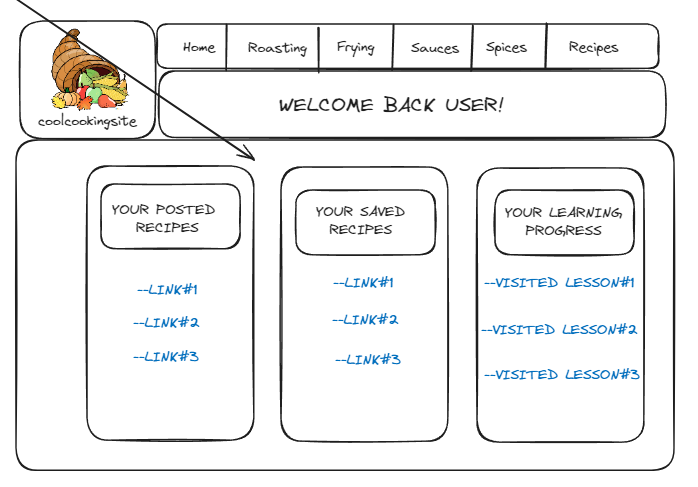 Home Roasting Frying Sauces Spices Recipes
coolcookingsite
WELCOME BACK USER!
YOUR POSTED
RECIPES
--LINK#1
--LINK#2
--LINK#3
YOUR SAVED
RECIPES
--LINK#1
--LINK#2
--LINK#3
YOUR LEARNING
PROGRESS
--VISITED LESSON#1
--VISITED LESSON#2
--VISITED LESSON#3